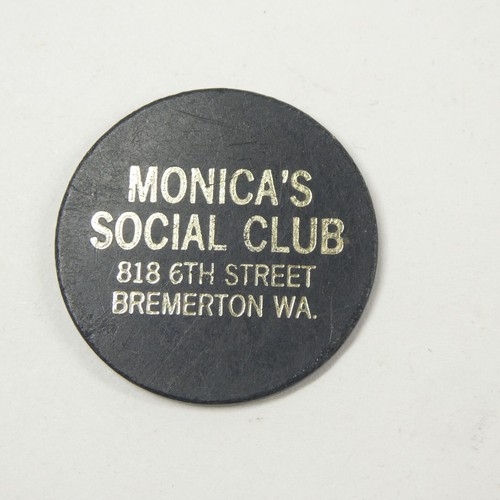 MONICA'S
SOCIAL CLUB
818 6TH STREET
BREMERTON WA.